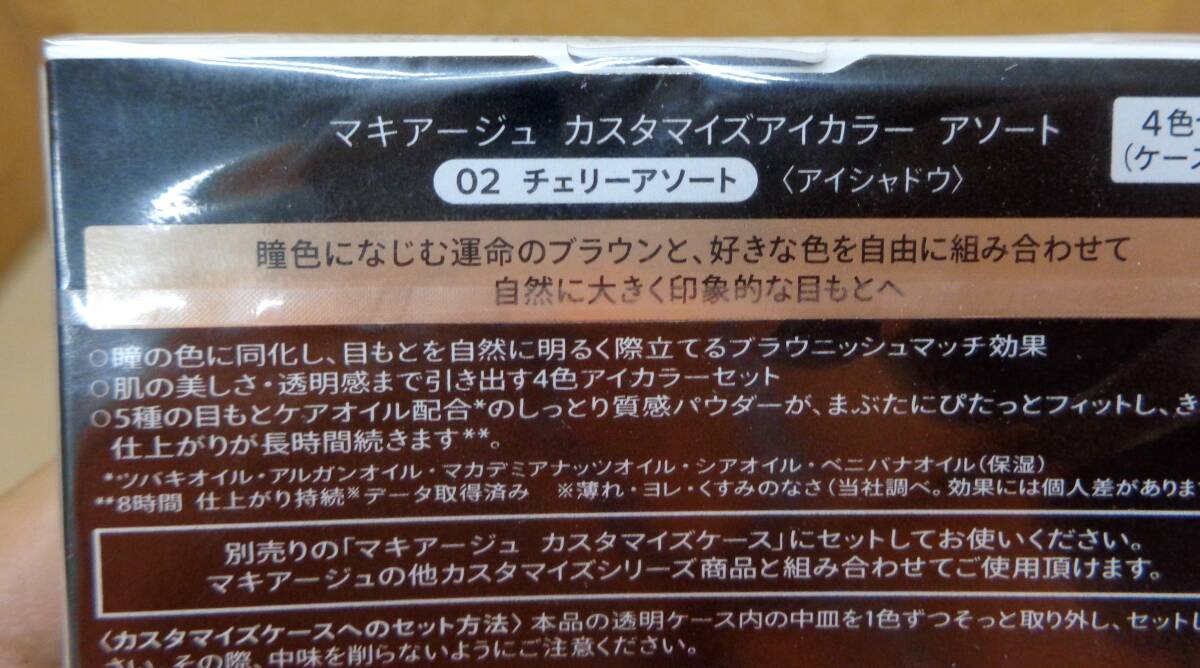 マキアージュ カスタマイズアイカラー アソート
4色
(ケース
02 チェリーアソート 〈アイシャドウ〉
瞳色になじむ運命のブラウンと、好きな色を自由に組み合わせて
自然に大きく印象的な目もとへ
○瞳の色に同化し、目もとを自然に明るく際立てるブラウニッシュマッチ効果
○肌の美しさ・透明感まで引き出す4色アイカラーセット
○5種の目もとケアオイル配合*のしっとり質感パウダーが、まぶたにぴたっとフィットし、き
仕上がりが長時間続きます**。
*ツバキオイル・アルガンオイル・マカデミアナッツオイル・シアオイル・ベニバナオイル(保湿)
**8時間 仕上がり持続※データ取得済み ※薄れ・ヨレ・くすみのなさ(当社調べ。効果には個人差がありま
別売りの「マキアージュ カスタマイズケース」にセットしてお使いください。
マキアージュの他カスタマイズシリーズ商品と組み合わせてご使用頂けます。
〈カスタマイズケースへのセット方法〉本品の透明ケース内の中皿を1色ずつそっと取り外し、セットし
さい。その際、中味を削らないようにご注意ください。